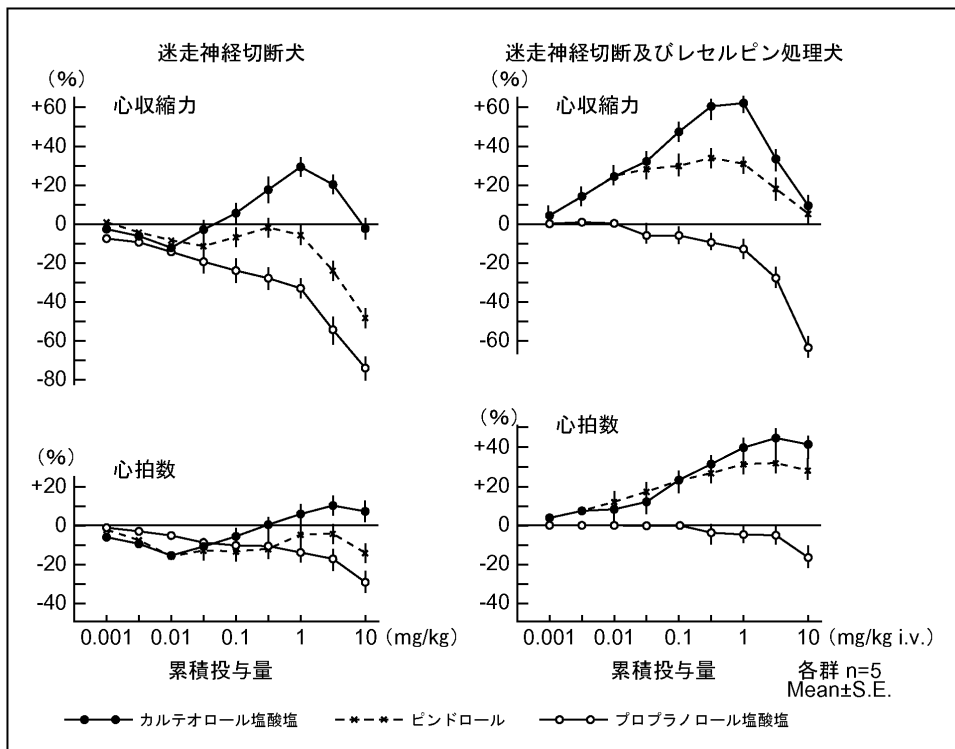 迷走神経切断犬
(%)
心収縮力
+60
+40
+20
0
-20
-40
-60
-80
(%)
心拍数
+20
0
-20
-40
0.001 0.01 0.1 1 10 (mg/kg)
累積投与量
迷走神経切断及びレセルピン処理犬
(%)
心収縮力
+60
+40
+20
0
-20
-40
-60
(%)
心拍数
+40
+20
0
-20
-40
0.001 0.01 0.1 1 10 (mg/kg i.v.)
累積投与量
各群 n=5
Mean±S.E.
カルテオロール塩酸塩 ピンドロール プロプラノロール塩酸塩